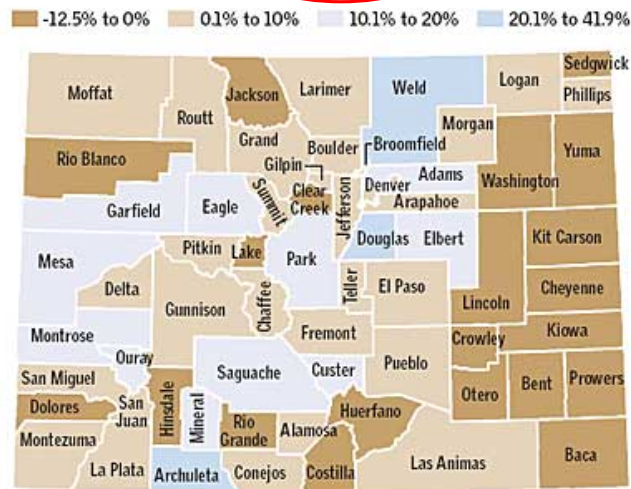 -12.5% to 0% 0.1% to 10% 10.1% to 20% 20.1% to 41.9%
Sedgwick
Moffat
Routt
Jackson
Larimer
Weld
Logan
Phillips
Morgan
Grand
Boulder
Broomfield
Rio Blanco
Gilpin
Clear
Creek
Jefferson
Denver
Adams
Arapahoe
Washington
Yuma
Garfield
Eagle
Summit
Douglas
Elbert
Kit Carson
Mesa
Pitkin
Lake
Park
Delta
Gunnison
Chaffee
Teller
El Paso
Lincoln
Cheyenne
Montrose
Fremont
Crowley
Kiowa
Ouray
Saguache
Custer
Pueblo
San Miguel
Dolores
San
Juan
Hinsdale
Mineral
Rio
Grande
Alamosa
Huerfano
Otero
Bent
Prowers
Montezuma
La Plata
Archuleta
Conejos
Costilla
Las Animas
Baca